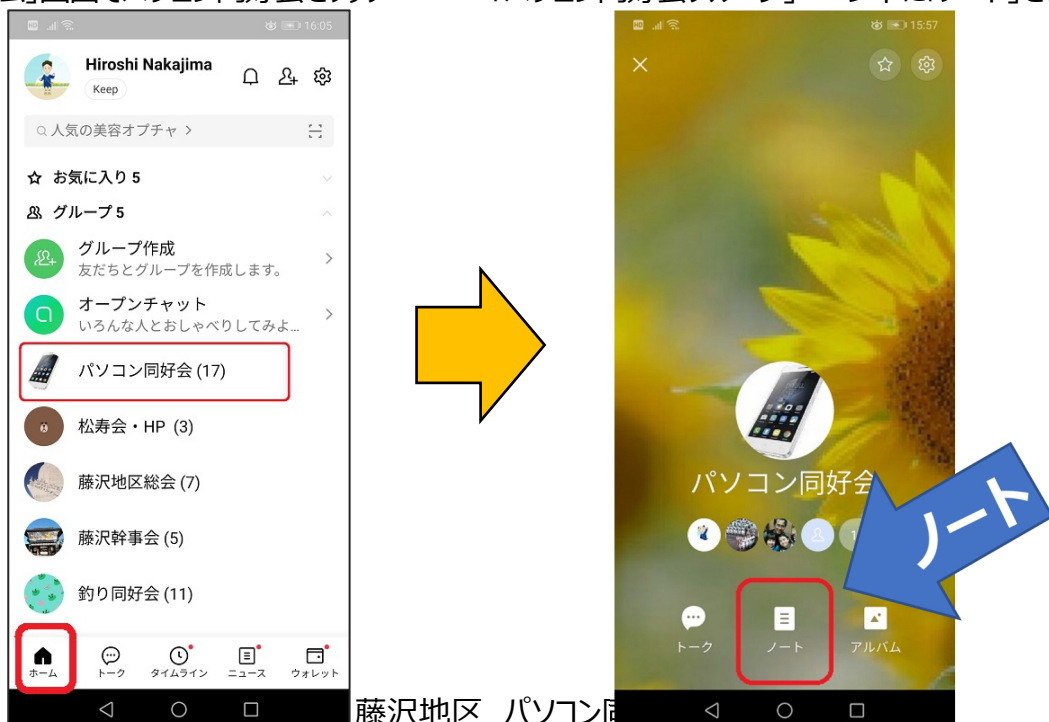 HD 16:05
Hiroshi Nakajima
Keep
人気の美容オプチャ >
お気に入り 5
グループ 5
グループ作成
友だちとグループを作成します。
オープンチャット
いろんな人とおしゃべりしてみよ...
パソコン同好会 (17)
松寿会・HP (3)
藤沢地区総会 (7)
藤沢幹事会 (5)
釣り同好会 (11)
ホーム トーク タイムライン ニュース ウォレット
HD 15:57
パソコン同好会
ノート
トーク ノート アルバム
藤沢地区 パソコン